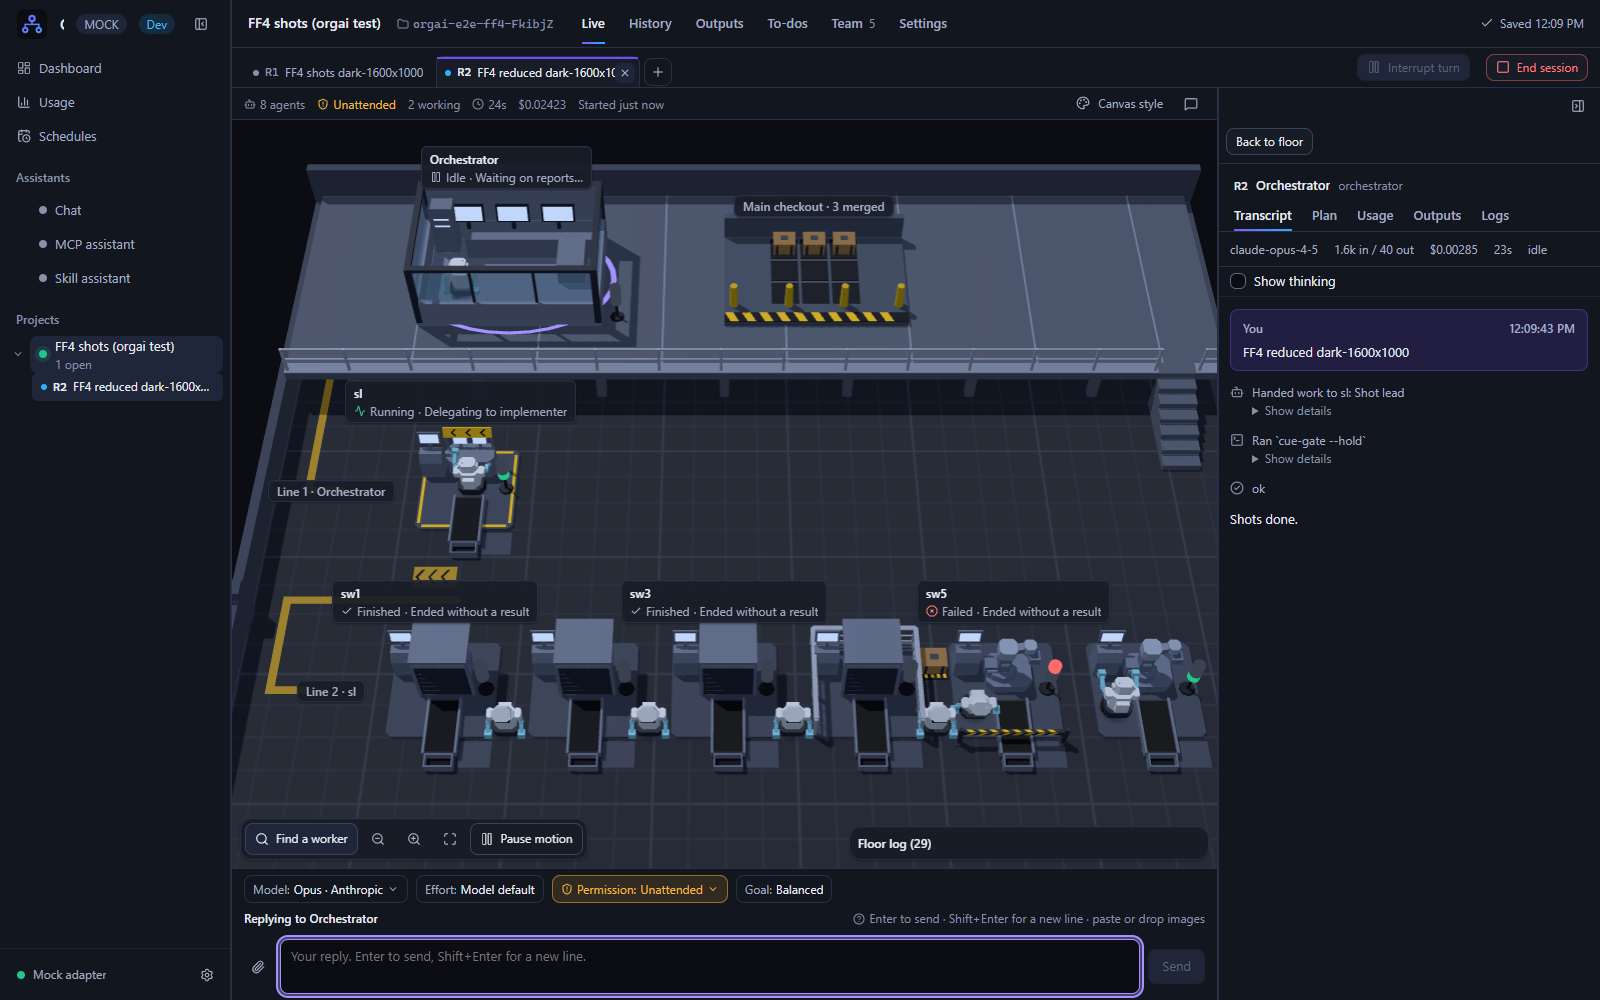 MOCK
Dev
Dashboard
Usage
Schedules
Assistants
Chat
MCP assistant
Skill assistant
Projects
FF4 shots (orgai test)
1 open
R2 FF4 reduced dark-1600x...
Mock adapter
FF4 shots (orgai test)
orgai-e2e-ff4-FkibjZ
Live
History
Outputs
To-dos
Team 5
Settings
Saved 12:09 PM
R1 FF4 shots dark-1600x1000
R2 FF4 reduced dark-1600x10
Interrupt turn
End session
8 agents
Unattended
2 working
24s
$0.02423
Started just now
Canvas style
Orchestrator
Idle · Waiting on reports...
Main checkout · 3 merged
sl
Running · Delegating to implementer
Line 1 · Orchestrator
sw1
Finished · Ended without a result
sw3
Finished · Ended without a result
sw5
Failed · Ended without a result
Line 2 · sl
Find a worker
Pause motion
Floor log (29)
Model: Opus · Anthropic
Effort: Model default
Permission: Unattended
Goal: Balanced
Replying to Orchestrator
Enter to send · Shift+Enter for a new line · paste or drop images
Your reply. Enter to send, Shift+Enter for a new line.
Send
Back to floor
R2 Orchestrator orchestrator
Transcript
Plan
Usage
Outputs
Logs
claude-opus-4-5
1.6k in / 40 out
$0.00285
23s
idle
Show thinking
You
12:09:43 PM
FF4 reduced dark-1600x1000
Handed work to sl: Shot lead
Show details
Ran `cue-gate --hold`
Show details
ok
Shots done.